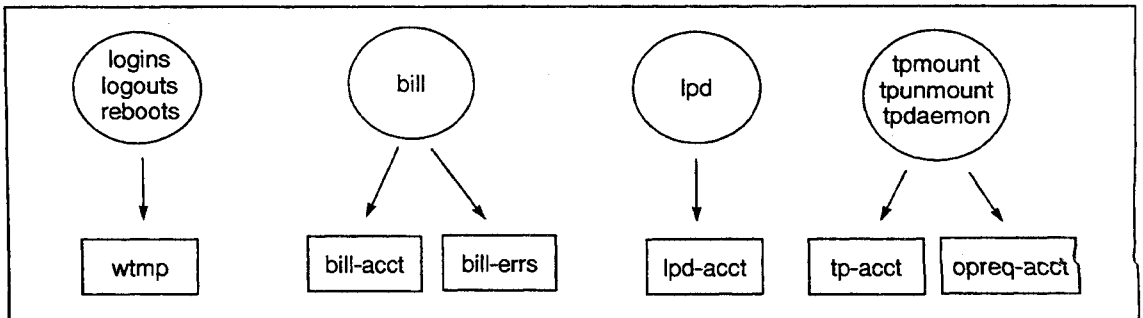 logins
logouts
reboots
bill
lpd
tpmount
tpunmount
tpdaemon
wtmp
bill-acct
bill-errs
lpd-acct
tp-acct
opreq-acct